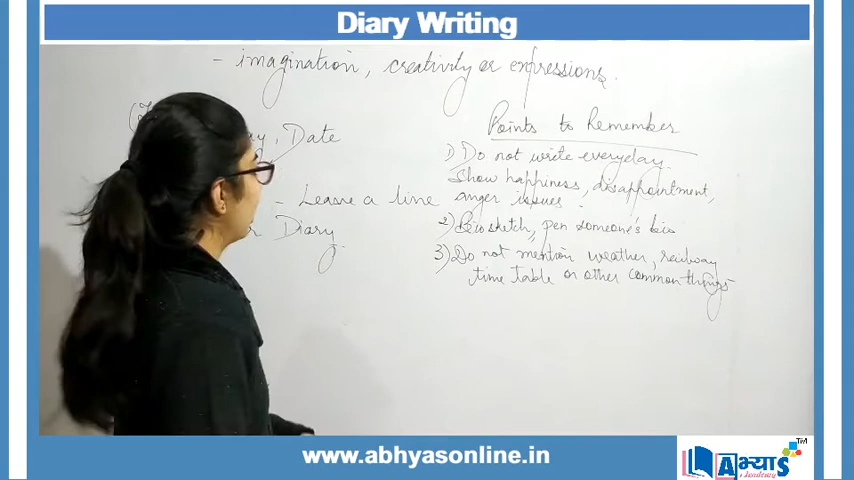 Diary Writing
- imagination, creativity or expressions.
Date
- Leave a line
Diary
Points to Remember
1) Do not write everyday
Show happiness, disappointment,
anger issues.
2) Bio sketch, pen someone's bio
3) Do not mention weather, railway
time table or other common things
www.abhyasonline.in
TM
Academy